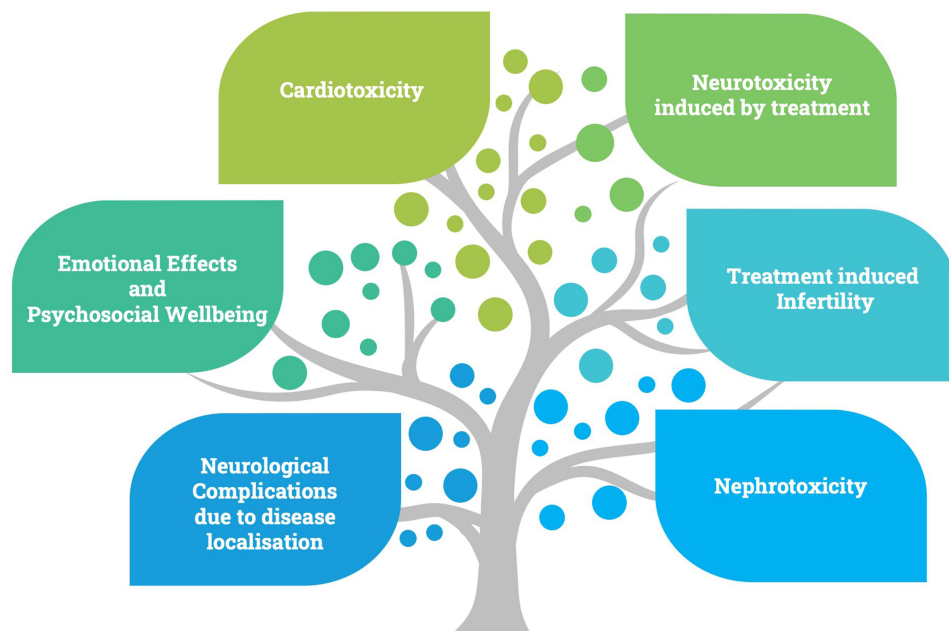 Cardiotoxicity
Neurotoxicity
induced by treatment
Emotional Effects
and
Psychosocial Wellbeing
Treatment induced
Infertility
Neurological
Complications
due to disease
localisation
Nephrotoxicity